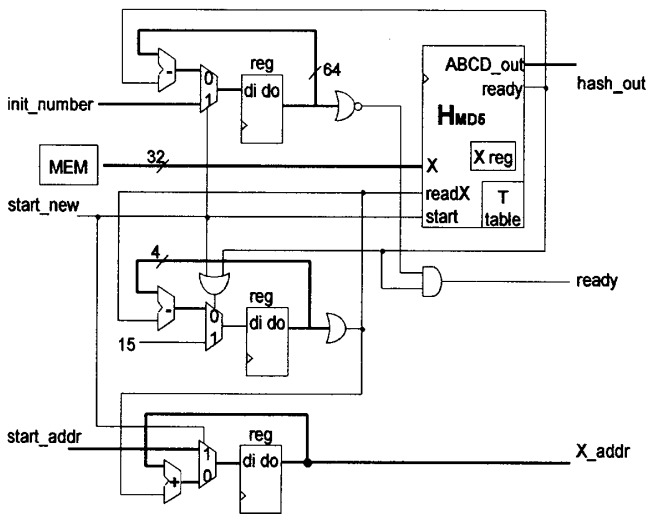 reg
ABCD_out
64
0
-
di do
ready
hash_out
init_number
1
HMD5
X reg
MEM
32
X
readX
T
table
start_new
start
4
reg
ready
-
0
di do
15
1
start_addr
reg
X_addr
1
di do
+
0